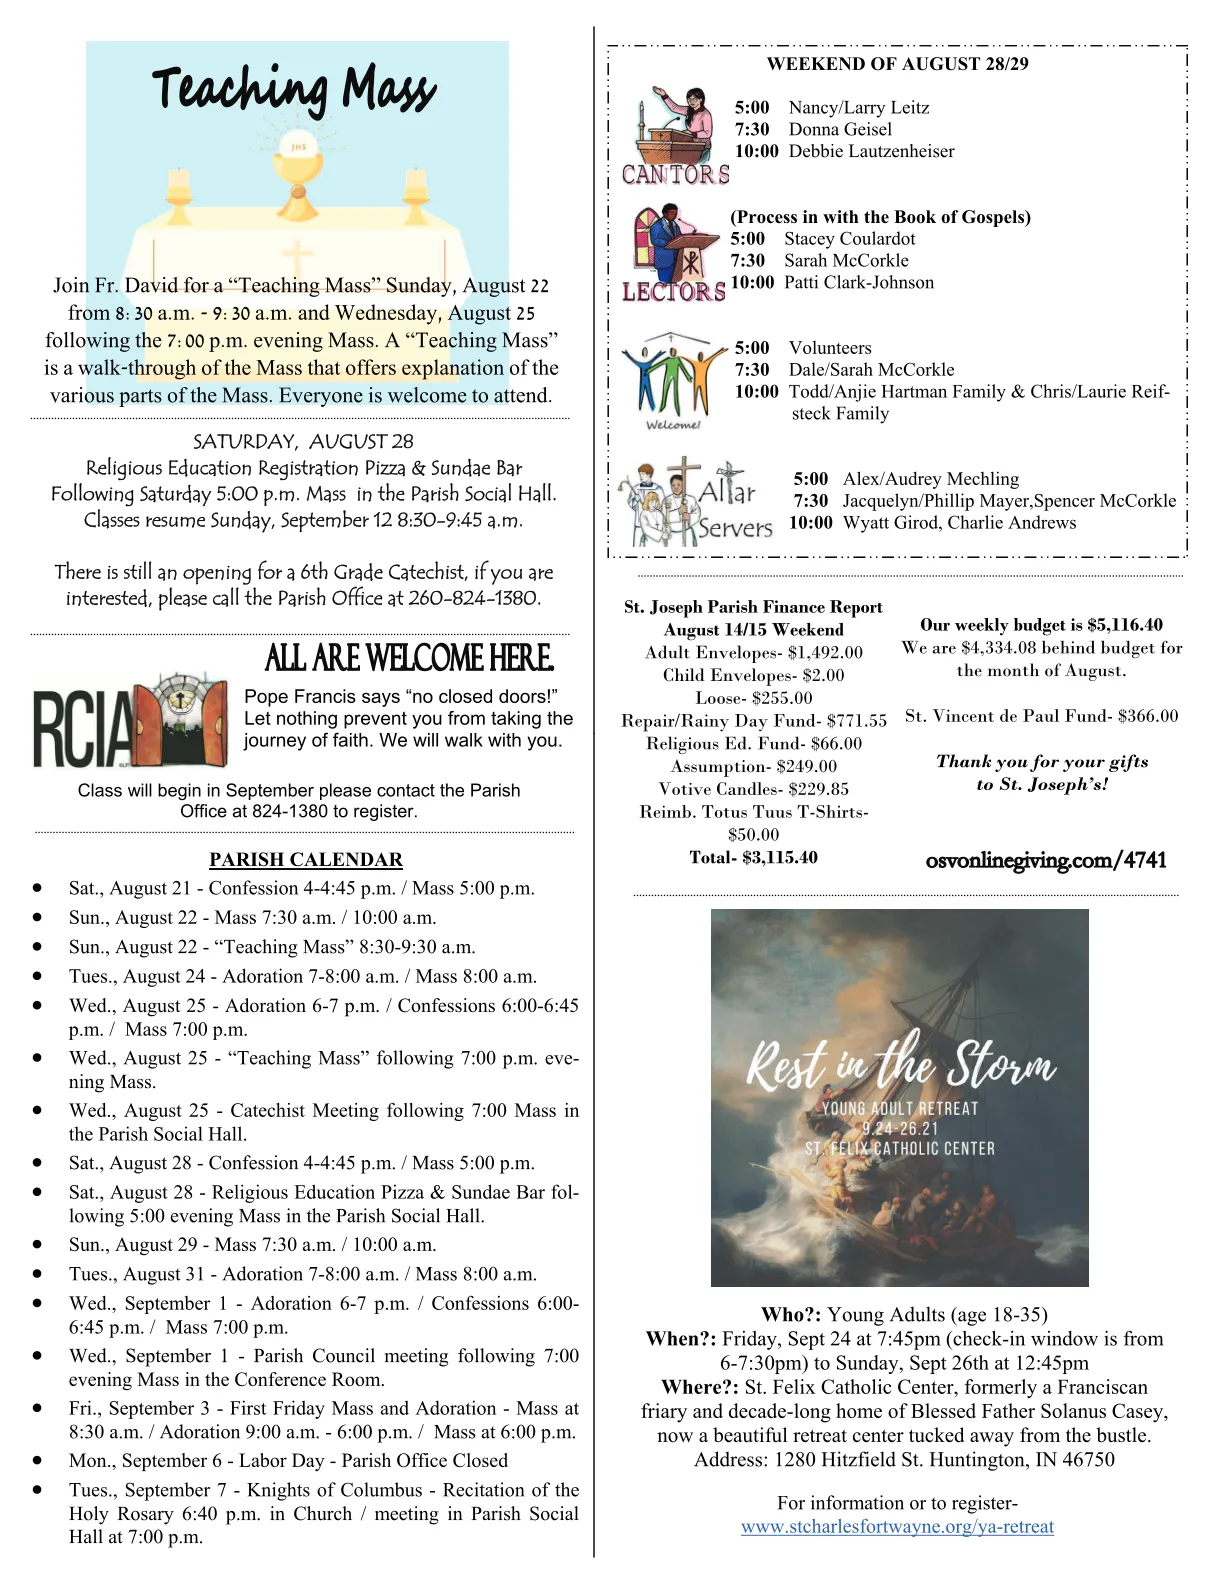 Teaching Mass
JHS
Join Fr. David for a “Teaching Mass” Sunday, August 22
from 8:30 a.m. - 9:30 a.m. and Wednesday, August 25
following the 7:00 p.m. evening Mass. A “Teaching Mass”
is a walk-through of the Mass that offers explanation of the
various parts of the Mass. Everyone is welcome to attend.
SATURDAY, AUGUST 28
Religious Education Registration Pizza & Sundae Bar
Following Saturday 5:00 p.m. Mass in the Parish Social Hall.
Classes resume Sunday, September 12 8:30-9:45 a.m.
There is still an opening for a 6th Grade Catechist, if you are
interested, please call the Parish Office at 260-824-1380.
ALL ARE WELCOME HERE.
RCIA
Pope Francis says “no closed doors!”
Let nothing prevent you from taking the
journey of faith. We will walk with you.
Class will begin in September please contact the Parish
Office at 824-1380 to register.
PARISH CALENDAR
• Sat., August 21 - Confession 4-4:45 p.m. / Mass 5:00 p.m.
• Sun., August 22 - Mass 7:30 a.m. / 10:00 a.m.
• Sun., August 22 - “Teaching Mass” 8:30-9:30 a.m.
• Tues., August 24 - Adoration 7-8:00 a.m. / Mass 8:00 a.m.
• Wed., August 25 - Adoration 6-7 p.m. / Confessions 6:00-6:45
p.m. / Mass 7:00 p.m.
• Wed., August 25 - “Teaching Mass” following 7:00 p.m. eve-
ning Mass.
• Wed., August 25 - Catechist Meeting following 7:00 Mass in
the Parish Social Hall.
• Sat., August 28 - Confession 4-4:45 p.m. / Mass 5:00 p.m.
• Sat., August 28 - Religious Education Pizza & Sundae Bar fol-
lowing 5:00 evening Mass in the Parish Social Hall.
• Sun., August 29 - Mass 7:30 a.m. / 10:00 a.m.
• Tues., August 31 - Adoration 7-8:00 a.m. / Mass 8:00 a.m.
• Wed., September 1 - Adoration 6-7 p.m. / Confessions 6:00-
6:45 p.m. / Mass 7:00 p.m.
• Wed., September 1 - Parish Council meeting following 7:00
evening Mass in the Conference Room.
• Fri., September 3 - First Friday Mass and Adoration - Mass at
8:30 a.m. / Adoration 9:00 a.m. - 6:00 p.m. / Mass at 6:00 p.m.
• Mon., September 6 - Labor Day - Parish Office Closed
• Tues., September 7 - Knights of Columbus - Recitation of the
Holy Rosary 6:40 p.m. in Church / meeting in Parish Social
Hall at 7:00 p.m.
WEEKEND OF AUGUST 28/29
CANTORS
5:00 Nancy/Larry Leitz
7:30 Donna Geisel
10:00 Debbie Lautzenheiser
LECTORS
(Process in with the Book of Gospels)
5:00 Stacey Coulardot
7:30 Sarah McCorkle
10:00 Patti Clark-Johnson
Welcome!
5:00 Volunteers
7:30 Dale/Sarah McCorkle
10:00 Todd/Anjie Hartman Family & Chris/Laurie Reif-
steck Family
Altar
Servers
5:00 Alex/Audrey Mechling
7:30 Jacquelyn/Phillip Mayer,Spencer McCorkle
10:00 Wyatt Girod, Charlie Andrews
St. Joseph Parish Finance Report
August 14/15 Weekend
Adult Envelopes- $1,492.00
Child Envelopes- $2.00
Loose- $255.00
Repair/Rainy Day Fund- $771.55
Religious Ed. Fund- $66.00
Assumption- $249.00
Votive Candles- $229.85
Reimb. Totus Tuus T-Shirts-
$50.00
Total- $3,115.40
Our weekly budget is $5,116.40
We are $4,334.08 behind budget for
the month of August.
St. Vincent de Paul Fund- $366.00
Thank you for your gifts
to St. Joseph’s!
osvonlinegiving.com/4741
Rest in the Storm
YOUNG ADULT RETREAT
9.24-26.21
ST. FELIX CATHOLIC CENTER
Who?: Young Adults (age 18-35)
When?: Friday, Sept 24 at 7:45pm (check-in window is from
6-7:30pm) to Sunday, Sept 26th at 12:45pm
Where?: St. Felix Catholic Center, formerly a Franciscan
friary and decade-long home of Blessed Father Solanus Casey,
now a beautiful retreat center tucked away from the bustle.
Address: 1280 Hitzfield St. Huntington, IN 46750
For information or to register-
www.stcharlesfortwayne.org/ya-retreat